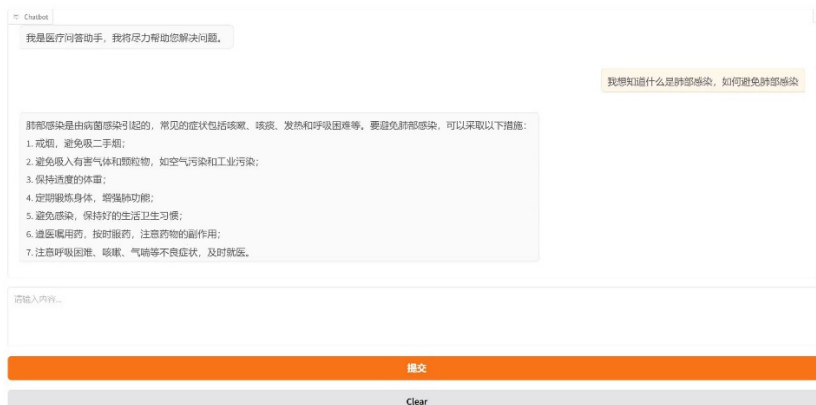 Chatbot
我是医疗问答助手，我将尽力帮助您解决问题。
我想知道什么是肺部感染，如何避免肺部感染
肺部感染是由病菌感染引起的，常见的症状包括咳嗽、咳痰、发热和呼吸困难等。要避免肺部感染，可以采取以下措施：
1. 戒烟，避免吸二手烟；
2. 避免吸入有害气体和颗粒物，如空气污染和工业污染；
3. 保持适度的体重；
4. 定期锻炼身体，增强肺功能；
5. 避免感染，保持好的生活卫生习惯；
6. 遵医嘱用药，按时服药，注意药物的副作用；
7. 注意呼吸困难、咳嗽、气喘等不良症状，及时就医。
请输入内容...
提交
Clear